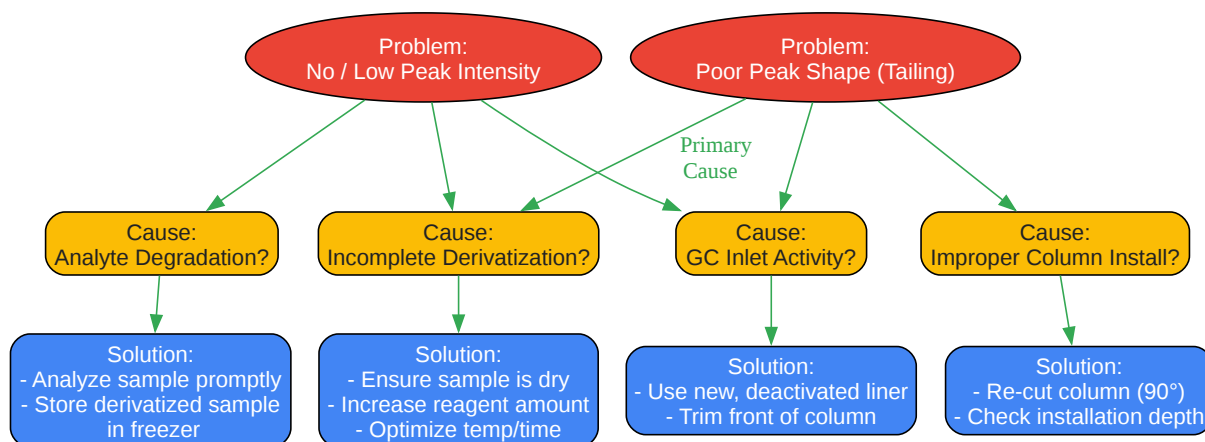 Problem:
No / Low Peak Intensity
Problem:
Poor Peak Shape (Tailing)
Primary
Cause
Cause:
Analyte Degradation?
Cause:
Incomplete Derivatization?
Cause:
GC Inlet Activity?
Cause:
Improper Column Install?
Solution:
- Analyze sample promptly
- Store derivatized sample
in freezer
Solution:
- Ensure sample is dry
- Increase reagent amount
- Optimize temp/time
Solution:
- Use new, deactivated liner
- Trim front of column
Solution:
- Re-cut column (90°)
- Check installation depth